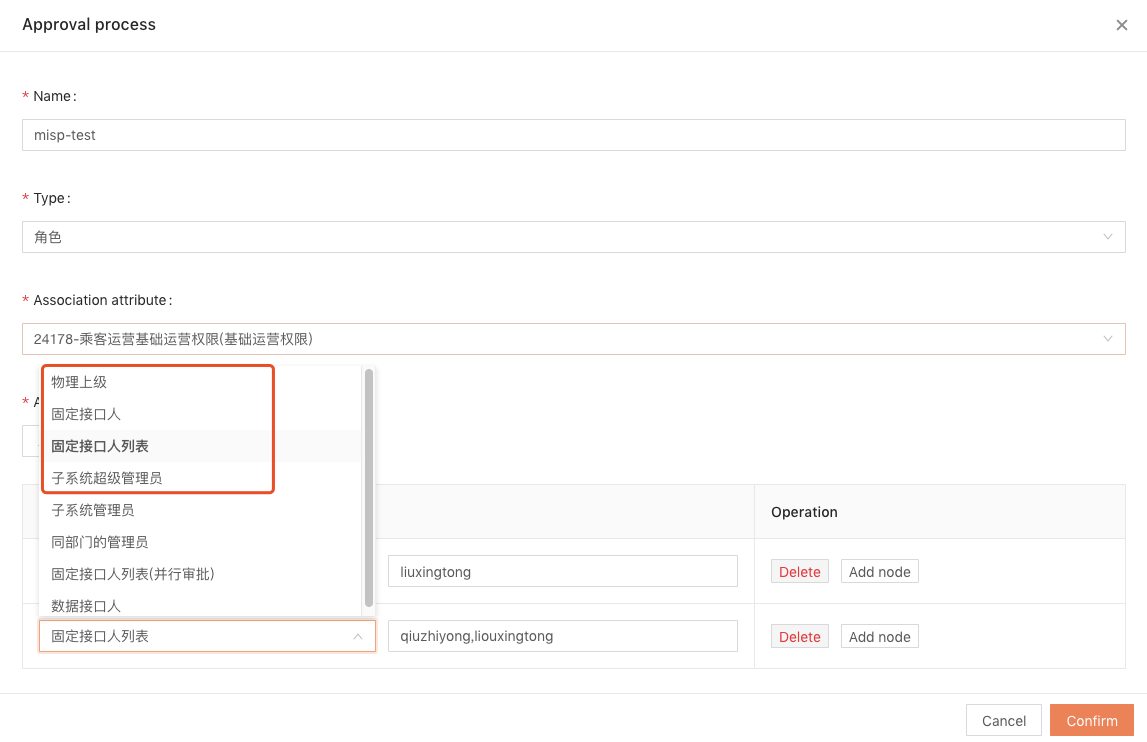 Approval process
* Name :
misp-test
* Type :
角色
* Association attribute :
24178-乘客运营基础运营权限(基础运营权限)
* A
物理上级
固定接口人
固定接口人列表
子系统超级管理员
子系统管理员
同部门的管理员
固定接口人列表(并行审批)
数据接口人
Operation
liuxingtong
Delete
Add node
固定接口人列表
qiuzhiyong,liouxingtong
Delete
Add node
Cancel
Confirm